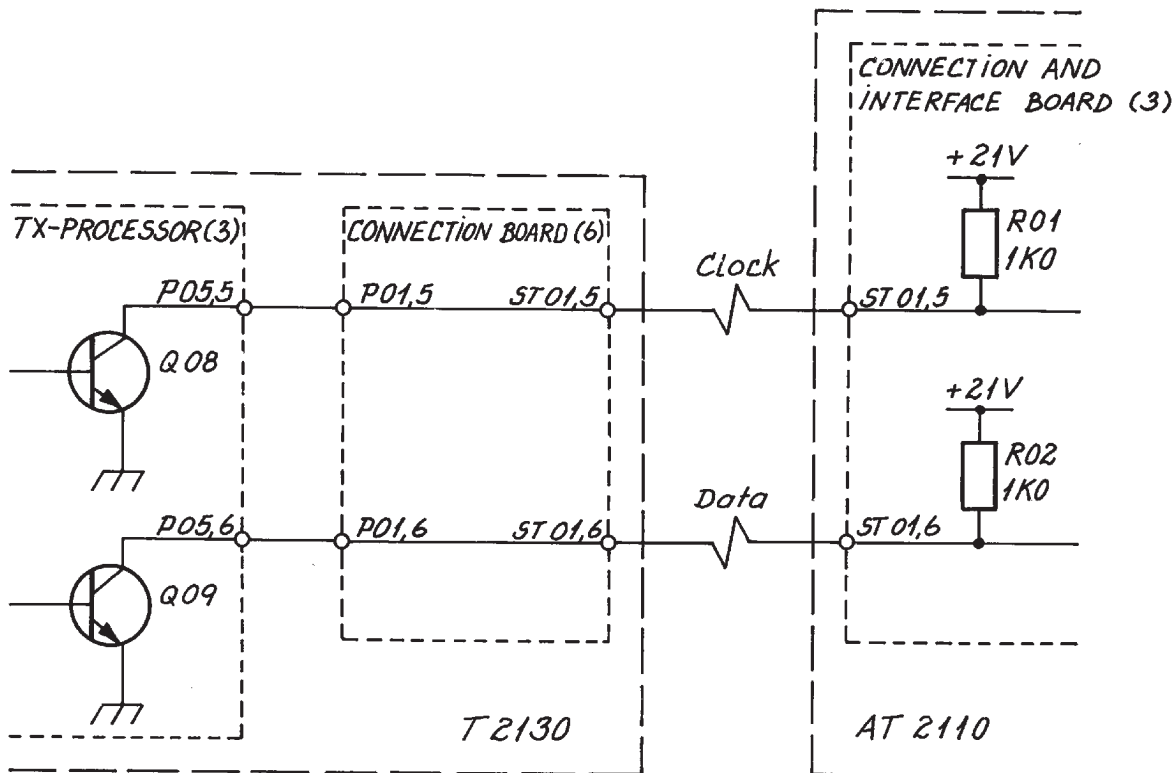 CONNECTION AND
INTERFACE BOARD (3)
+21V
R01
1K0
TX-PROCESSOR(3)
CONNECTION BOARD (6)
Clock
P05,5
P01,5
ST01,5
ST01,5
Q08
+21V
R02
1K0
Data
P05,6
P01,6
ST01,6
ST01,6
Q09
T2130
AT 2110